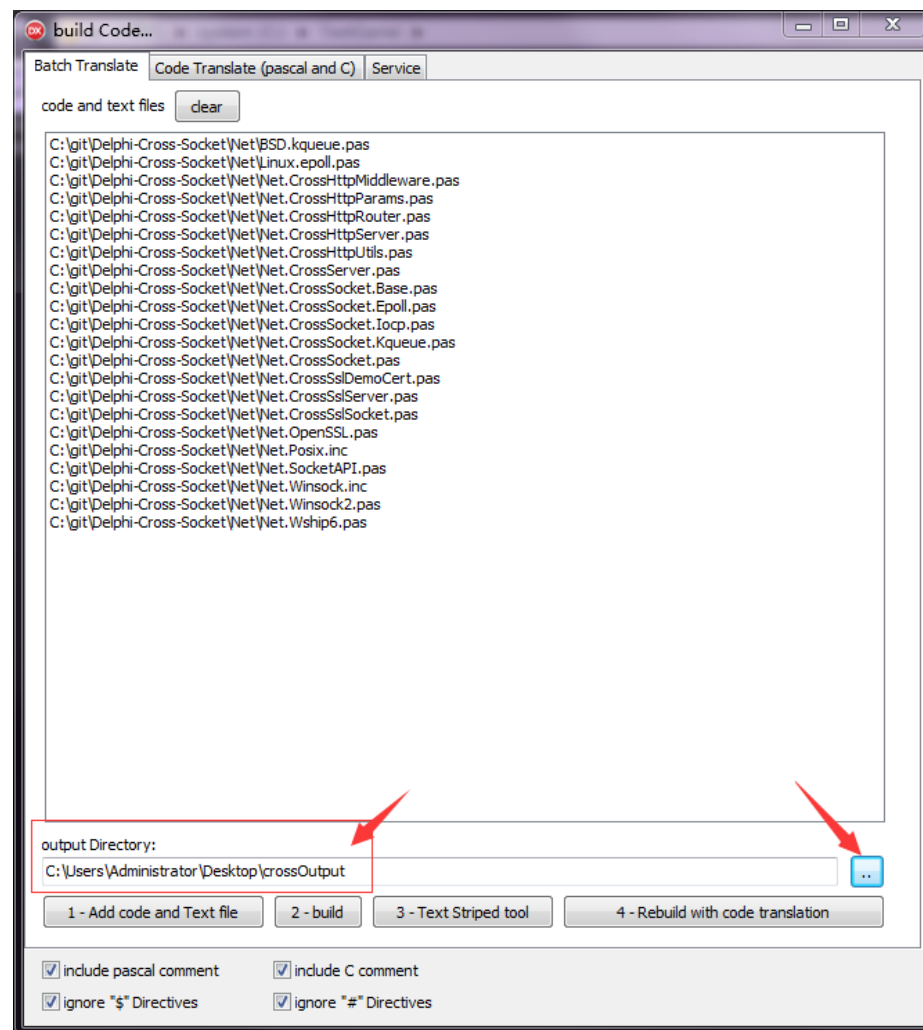 DX build Code...
Batch Translate Code Translate (pascal and C) Service
code and text files clear
C:\git\Delphi-Cross-Socket\Net\BSD.kqueue.pas
C:\git\Delphi-Cross-Socket\Net\Linux.epoll.pas
C:\git\Delphi-Cross-Socket\Net\Net.CrossHttpMiddleware.pas
C:\git\Delphi-Cross-Socket\Net\Net.CrossHttpParams.pas
C:\git\Delphi-Cross-Socket\Net\Net.CrossHttpRouter.pas
C:\git\Delphi-Cross-Socket\Net\Net.CrossHttpServer.pas
C:\git\Delphi-Cross-Socket\Net\Net.CrossHttpUtils.pas
C:\git\Delphi-Cross-Socket\Net\Net.CrossServer.pas
C:\git\Delphi-Cross-Socket\Net\Net.CrossSocket.Base.pas
C:\git\Delphi-Cross-Socket\Net\Net.CrossSocket.Epoll.pas
C:\git\Delphi-Cross-Socket\Net\Net.CrossSocket.Iocp.pas
C:\git\Delphi-Cross-Socket\Net\Net.CrossSocket.Kqueue.pas
C:\git\Delphi-Cross-Socket\Net\Net.CrossSocket.pas
C:\git\Delphi-Cross-Socket\Net\Net.CrossSslDemoCert.pas
C:\git\Delphi-Cross-Socket\Net\Net.CrossSslServer.pas
C:\git\Delphi-Cross-Socket\Net\Net.CrossSslSocket.pas
C:\git\Delphi-Cross-Socket\Net\Net.OpenSSL.pas
C:\git\Delphi-Cross-Socket\Net\Net.Posix.inc
C:\git\Delphi-Cross-Socket\Net\Net.SocketAPI.pas
C:\git\Delphi-Cross-Socket\Net\Net.Winsock.inc
C:\git\Delphi-Cross-Socket\Net\Net.Winsock2.pas
C:\git\Delphi-Cross-Socket\Net\Net.Wship6.pas
output Directory:
C:\Users\Administrator\Desktop\crossOutput ..
1 - Add code and Text file 2 - build 3 - Text Striped tool 4 - Rebuild with code translation
include pascal comment include C comment
ignore "$" Directives ignore "#" Directives